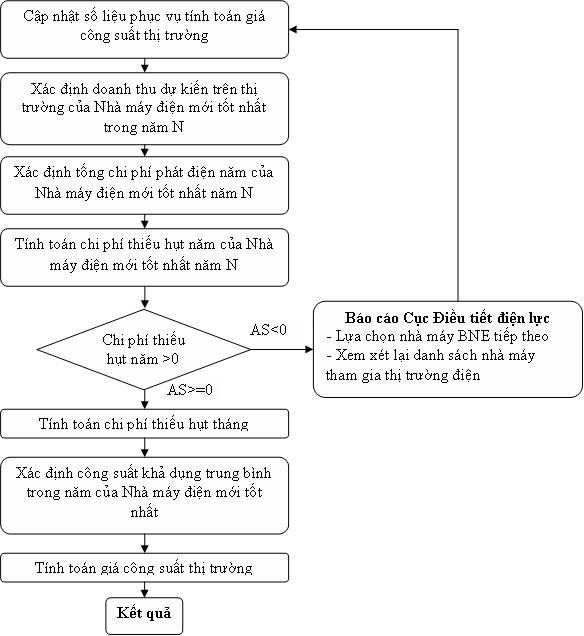 Cập nhật số liệu phục vụ tính toán giá
công suất thị trường
Xác định doanh thu dự kiến trên thị
trường của Nhà máy điện mới tốt nhất
trong năm N
Xác định tổng chi phí phát điện năm của
Nhà máy điện mới tốt nhất năm N
Tính toán chi phí thiếu hụt năm của Nhà
máy điện mới tốt nhất năm N
Chi phí thiếu
hụt năm >0
AS<0
Báo cáo Cục Điều tiết điện lực
- Lựa chọn nhà máy BNE tiếp theo
- Xem xét lại danh sách nhà máy
tham gia thị trường điện
AS>=0
Tính toán chi phí thiếu hụt tháng
Xác định công suất khả dụng trung bình
trong năm của Nhà máy điện mới tốt
nhất
Tính toán giá công suất thị trường
Kết quả